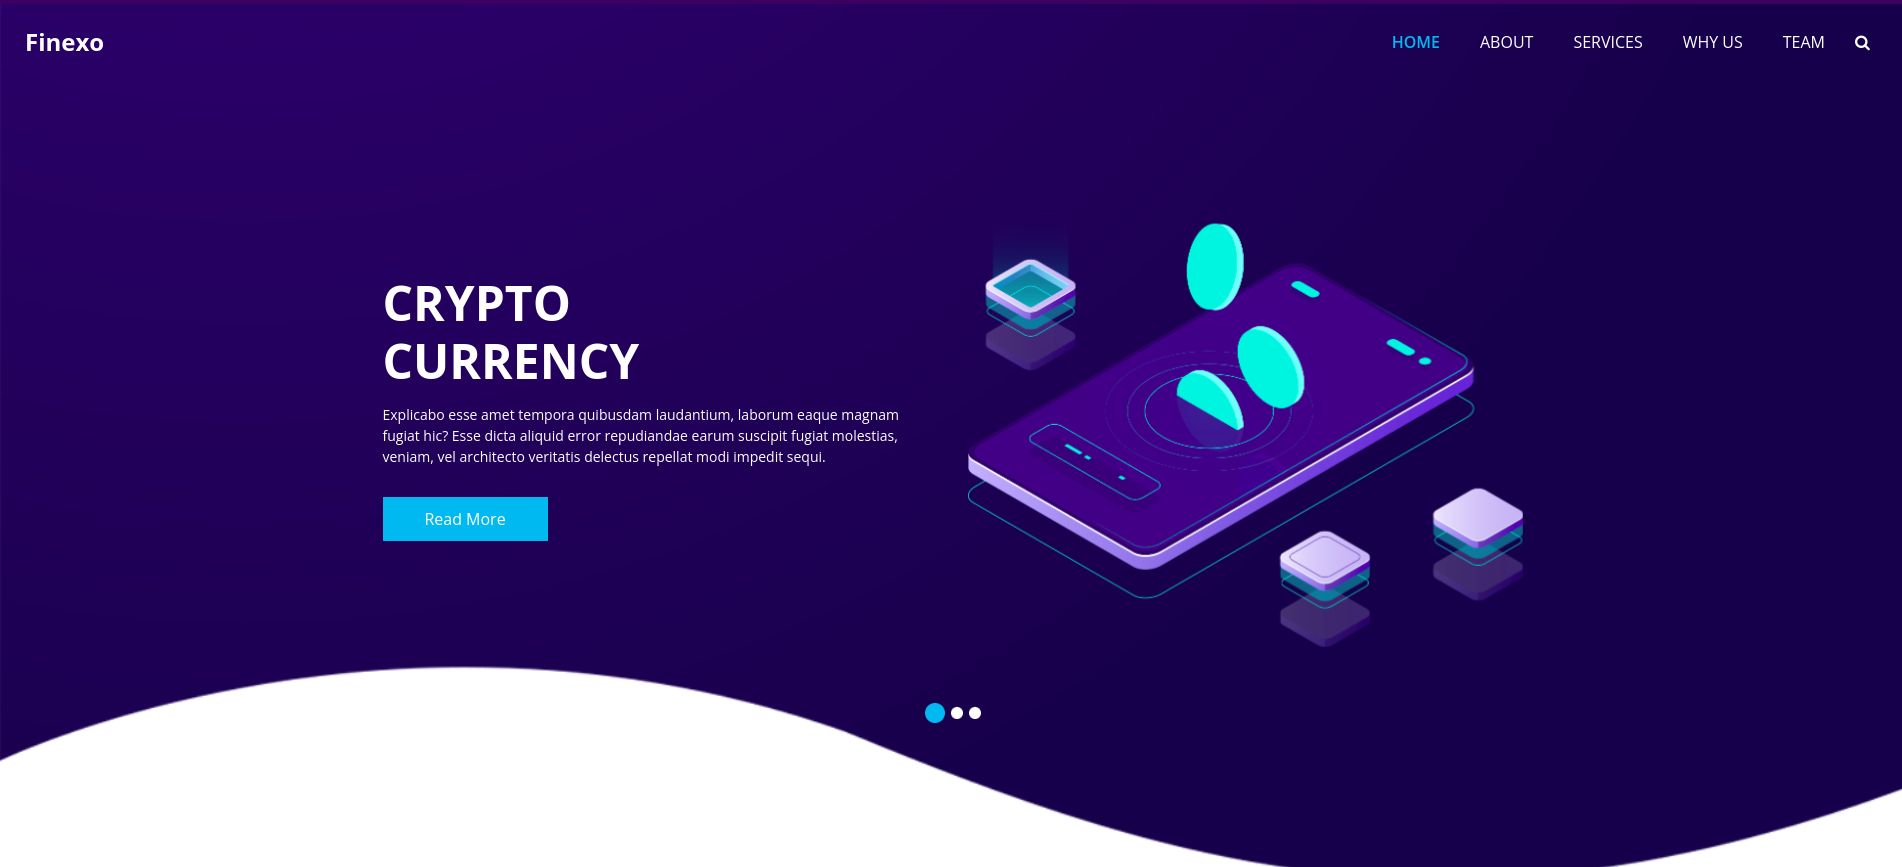 Finexo
HOME ABOUT SERVICES WHY US TEAM
CRYPTO
CURRENCY
Explicabo esse amet tempora quibusdam laudantium, laborum eaque magnam
fugiat hic? Esse dicta aliquid error repudiandae earum suscipit fugiat molestias,
veniam, vel architecto veritatis delectus repellat modi impedit sequi.
Read More